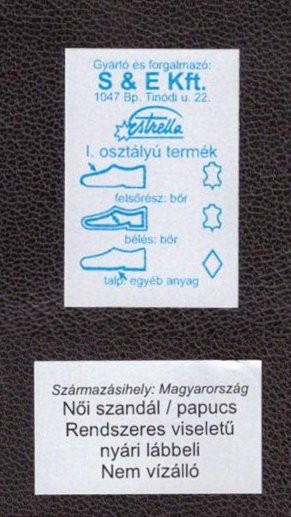 Gyártó és forgalmazó:
S & E Kft.
1047 Bp. Tinódi u. 22.
Estrella
I. osztályú termék
felsőrész: bőr
bélés: bőr
talp: egyéb anyag
Származásihely: Magyarország
Női szandál / papucs
Rendszeres viseletű
nyári lábbeli
Nem vízálló